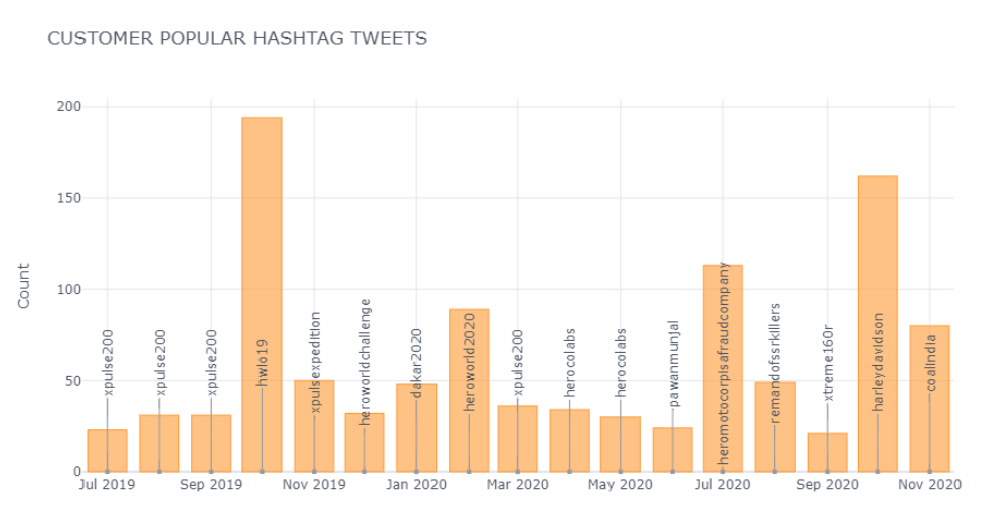 CUSTOMER POPULAR HASHTAG TWEETS
200
150
100
50
0
Count
xpulse200
xpulse200
xpulse200
hwlo19
xpulsexpedition
heroworldchallenge
dakar2020
heroworld2020
xpulse200
herocolabs
herocolabs
pawanmunjal
heromotocorpisafraudcompany
remandofssrkillers
xtreme160r
harleydavidson
coalindia
Jul 2019
Sep 2019
Nov 2019
Jan 2020
Mar 2020
May 2020
Jul 2020
Sep 2020
Nov 2020